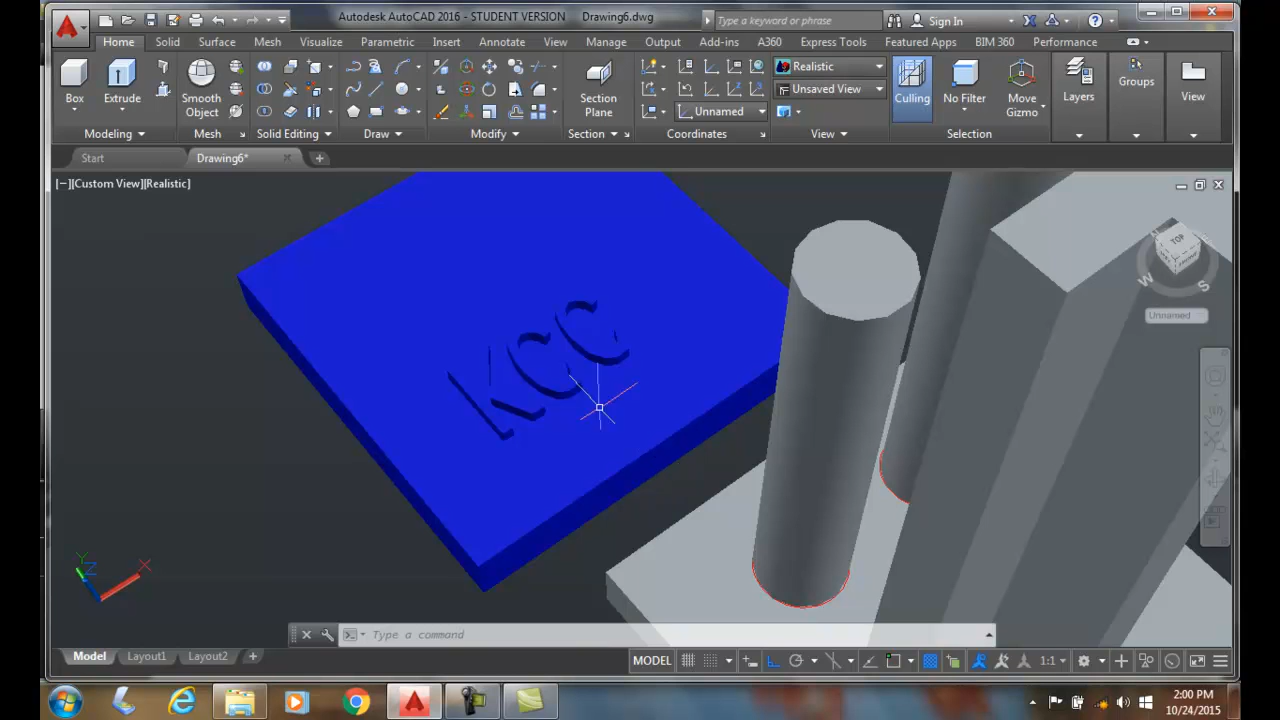 Autodesk AutoCAD 2016 - STUDENT VERSION Drawing6.dwg
Type a keyword or phrase
Sign In
Home Solid Surface Mesh Visualize Parametric Insert Annotate View Manage Output Add-ins A360 Express Tools Featured Apps BIM 360 Performance
Box
Extrude
Smooth
Object
Section
Plane
Realistic
Unsaved View
Unnamed
Culling
No Filter
Move
Gizmo
Layers
Groups
View
Modeling
Mesh
Solid Editing
Draw
Modify
Section
Coordinates
View
Selection
Start
Drawing6*
[−][Custom View][Realistic]
TOP
W
S
Unnamed
KCC
Y
Z
X
Type a command
Model
Layout1
Layout2
MODEL
1:1
2:00 PM
10/24/2015